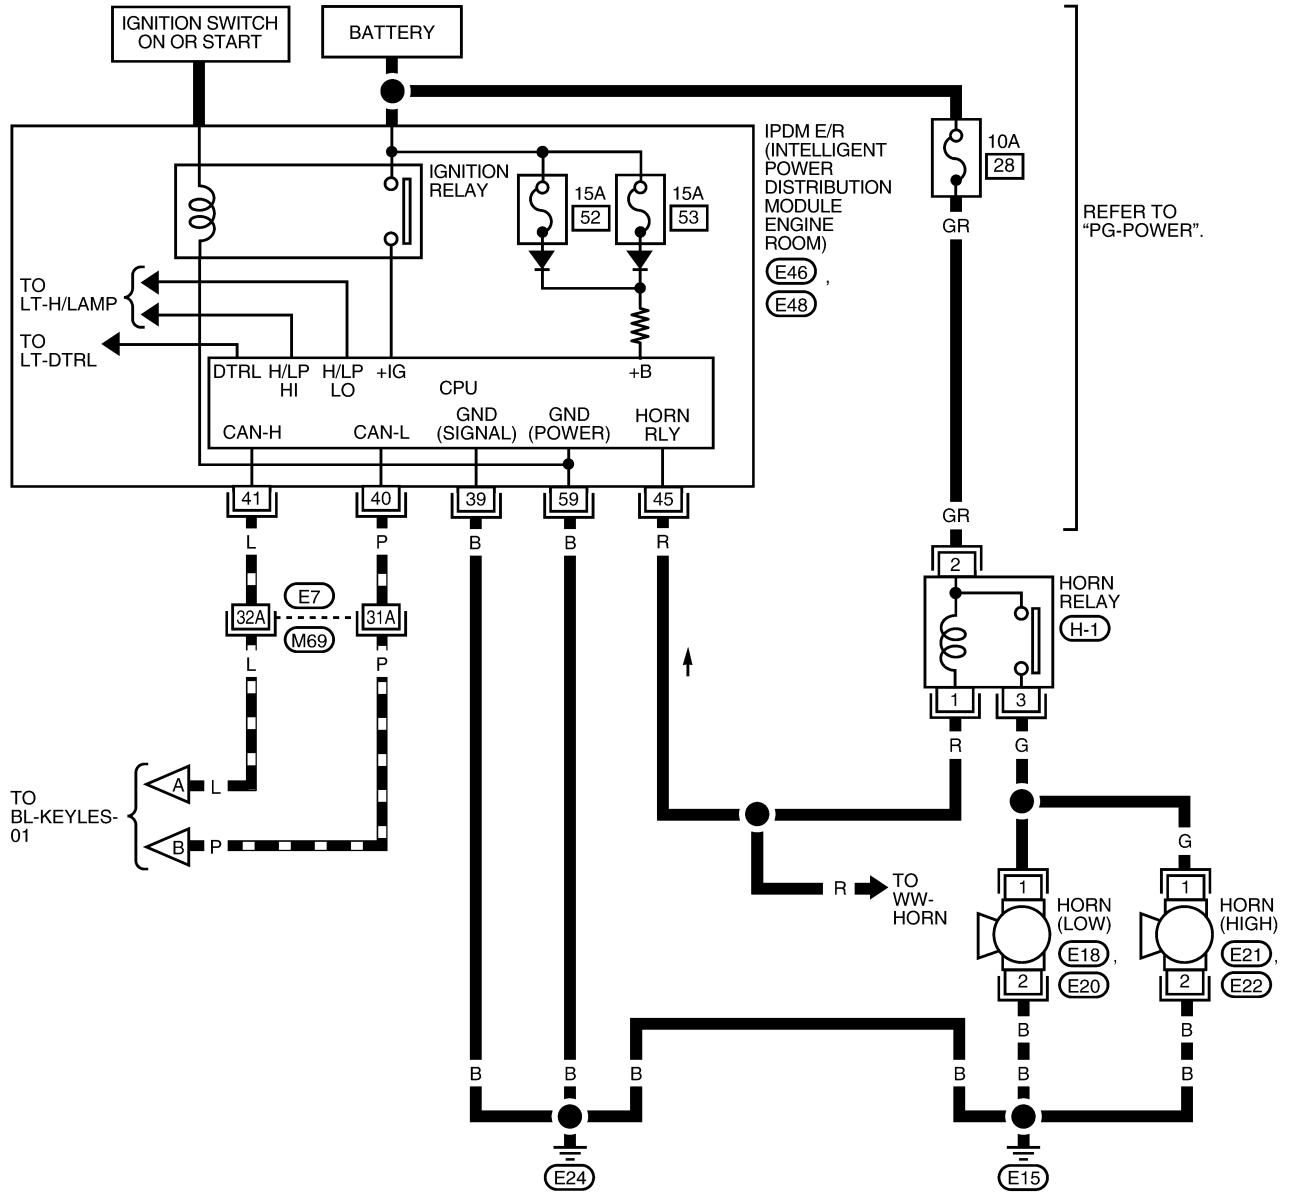 IGNITION SWITCH
ON OR START
BATTERY
IPDM E/R
(INTELLIGENT
POWER
DISTRIBUTION
MODULE
ENGINE
ROOM)
E46 ,
E48
10A
28
GR
REFER TO
“PG-POWER”.
IGNITION
RELAY
15A
52
15A
53
TO
LT-H/LAMP
TO
LT-DTRL
DTRL
H/LP
HI
H/LP
LO
+IG
+B
CPU
CAN-H
CAN-L
GND
(SIGNAL)
GND
(POWER)
HORN
RLY
41
40
39
59
45
L
P
B
B
R
GR
2
HORN
RELAY
H-1
1
3
E7
32A
31A
M69
L
P
R
G
TO
BL-KEYLES-
01
A
L
B
P
R
TO
WW-
HORN
G
1
HORN
(LOW)
E18 ,
E20
2
1
HORN
(HIGH)
E21 ,
E22
2
B
B
B
B
B
B
B
B
E24
E15